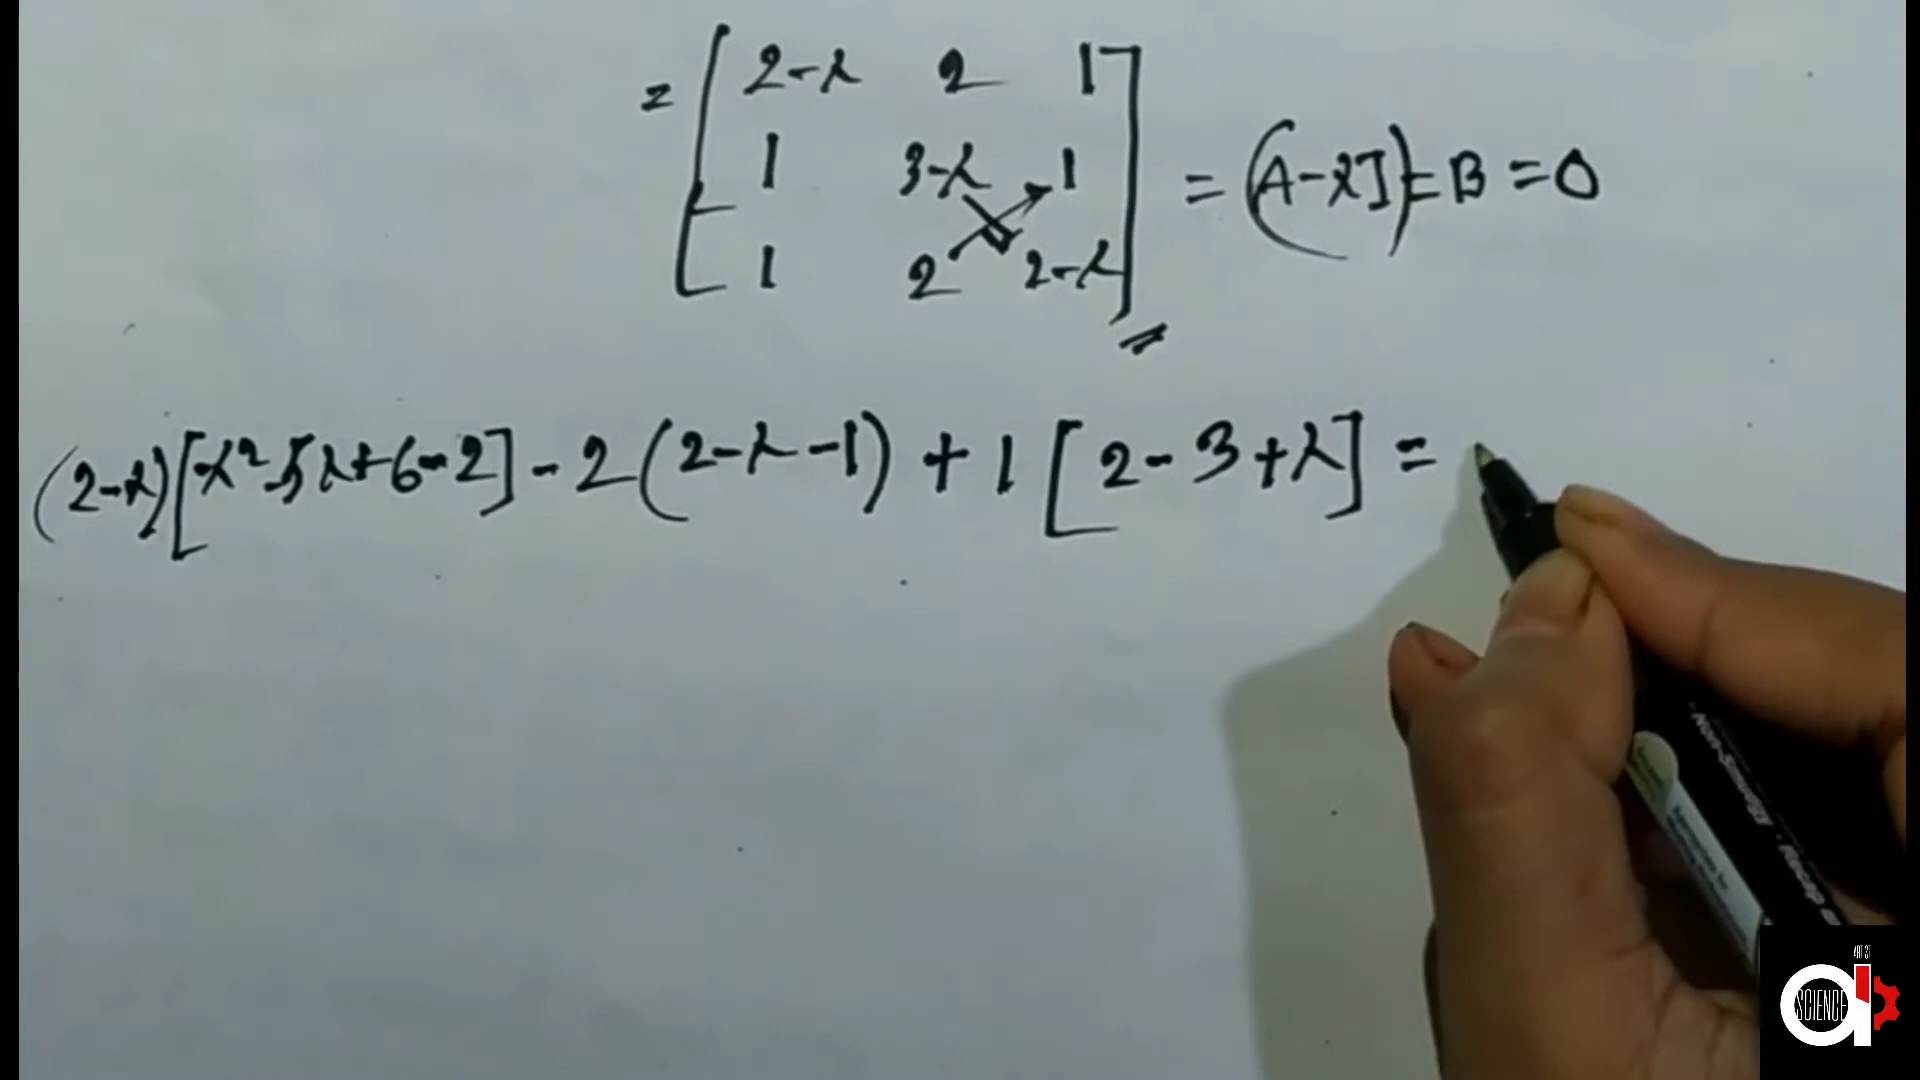 = [ 2-λ 2 1
1 3-λ 1 ] = (A-λI) = B = 0
1 2 2-λ
(2-λ)[λ²-5λ+6-2] - 2(2-λ-1) + 1[2-3+λ] =
SCIENCE